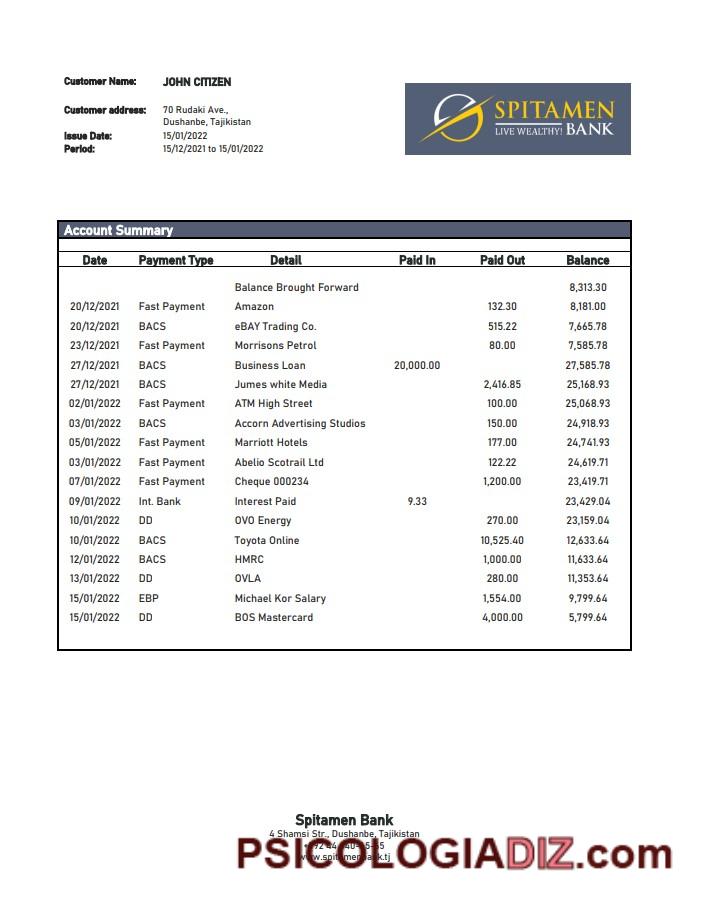 Customer Name: JOHN CITIZEN
Customer address: 70 Rudaki Ave.,
Dushanbe, Tajikistan
Issue Date: 15/01/2022
Period: 15/12/2021 to 15/01/2022
SPITAMEN
LIVE WEALTHY! BANK
Account Summary
Date Payment Type Detail Paid In Paid Out Balance
Balance Brought Forward 8,313.30
20/12/2021 Fast Payment Amazon 132.30 8,181.00
20/12/2021 BACS eBAY Trading Co. 515.22 7,665.78
23/12/2021 Fast Payment Morrisons Petrol 80.00 7,585.78
27/12/2021 BACS Business Loan 20,000.00 27,585.78
27/12/2021 BACS Jumes white Media 2,416.85 25,168.93
02/01/2022 Fast Payment ATM High Street 100.00 25,068.93
03/01/2022 BACS Accorn Advertising Studios 150.00 24,918.93
05/01/2022 Fast Payment Marriott Hotels 177.00 24,741.93
03/01/2022 Fast Payment Abelio Scotrail Ltd 122.22 24,619.71
07/01/2022 Fast Payment Cheque 000234 1,200.00 23,419.71
09/01/2022 Int. Bank Interest Paid 9.33 23,429.04
10/01/2022 DD OVO Energy 270.00 23,159.04
10/01/2022 BACS Toyota Online 10,525.40 12,633.64
12/01/2022 BACS HMRC 1,000.00 11,633.64
13/01/2022 DD OVLA 280.00 11,353.64
15/01/2022 EBP Michael Kor Salary 1,554.00 9,799.64
15/01/2022 DD BOS Mastercard 4,000.00 5,799.64
Spitamen Bank
4 Shamsi Str., Dushanbe, Tajikistan
PSICOLOGIADIZ.com